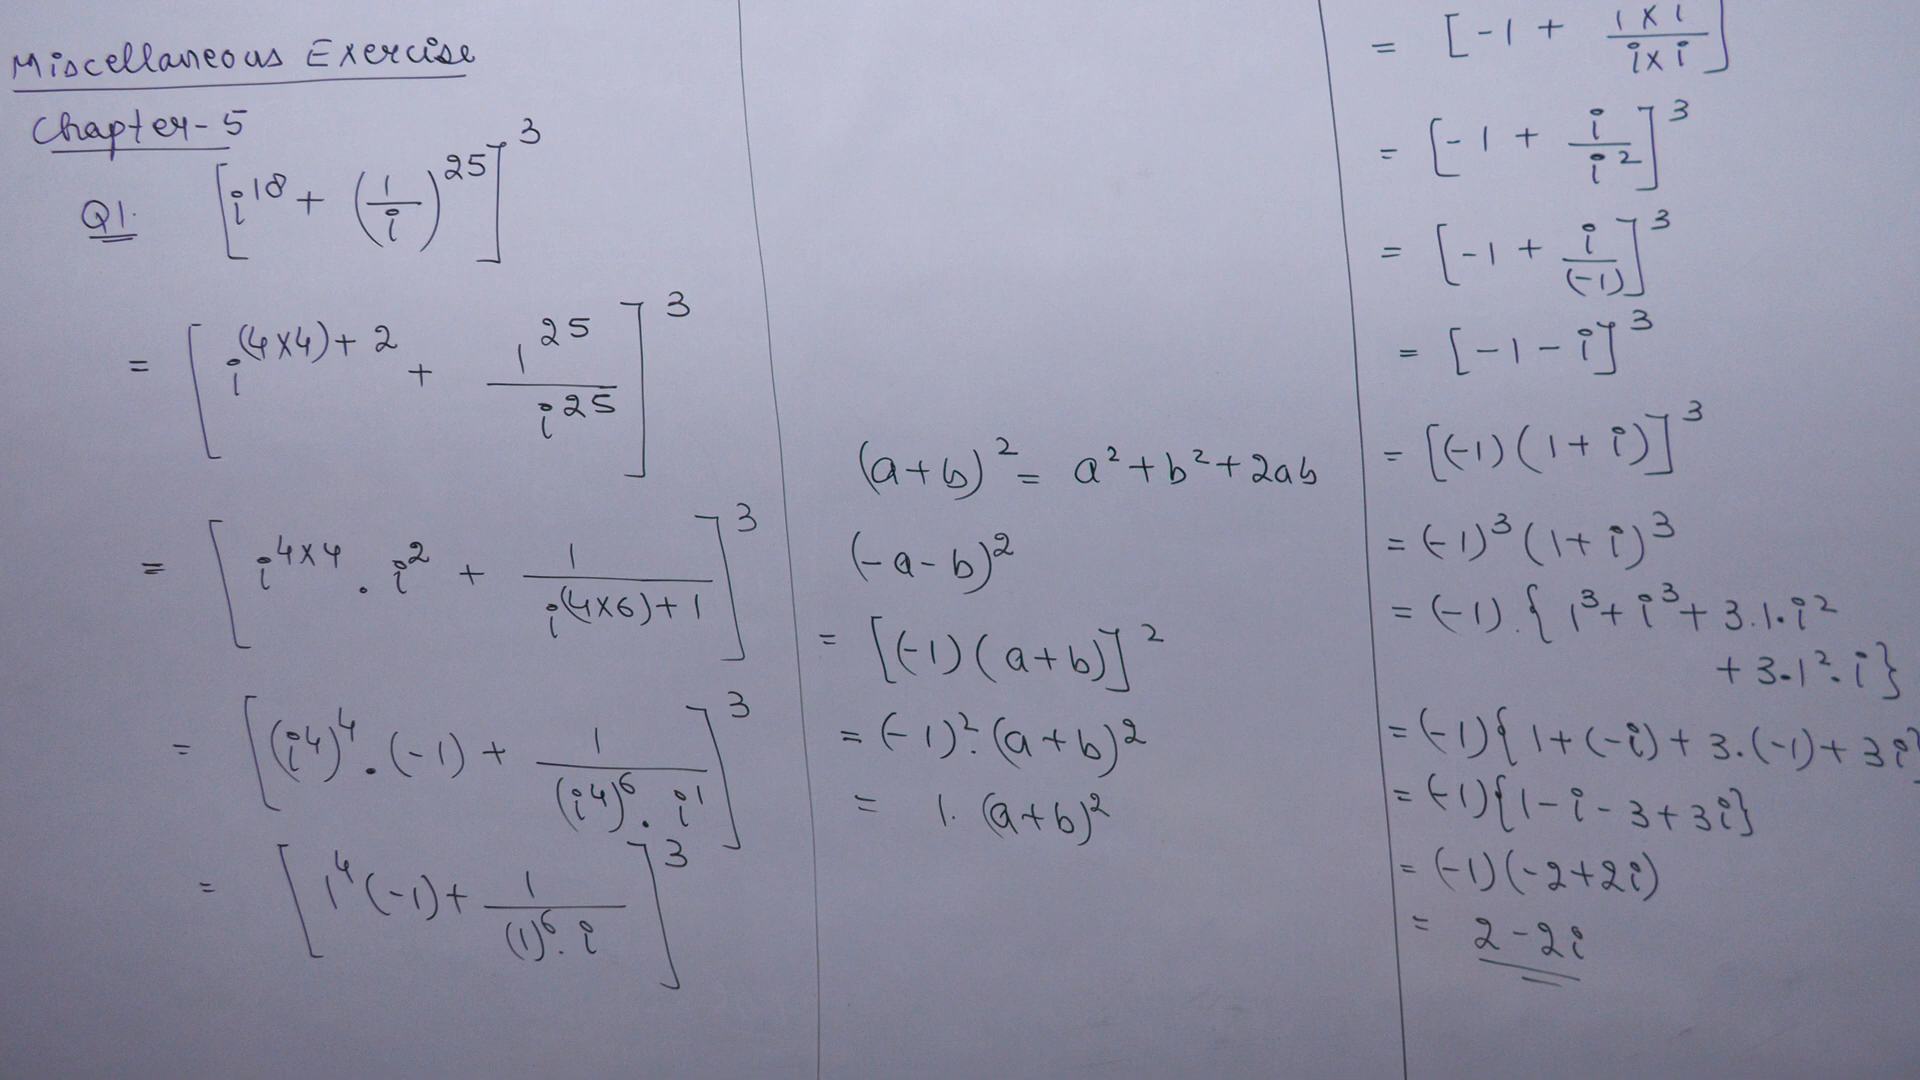 Miscellaneous Exercise
Chapter-5
Q1. [i^18 + (1/i)^25]^3
= [i^(4×4)+2 + 1^25/i^25]^3
= [i^4×4 . i^2 + 1/i^(4×6)+1]^3
= [(i^4)^4 . (-1) + 1/(i^4)^6 . i^1]^3
= [1^4 (-1) + 1/(1)^6 . i]^3
(a+b)^2 = a^2 + b^2 + 2ab
(-a-b)^2
= [(-1)(a+b)]^2
= (-1)^2 . (a+b)^2
= 1. (a+b)^2
= [-1 + 1×i/i×i]
= [-1 + i/i^2]^3
= [-1 + i/(-1)]^3
= [-1-i]^3
= [(-1)(1+i)]^3
= (-1)^3 (1+i)^3
= (-1).{1^3 + i^3 + 3.1.i^2
+ 3.1^2.i}
= (-1){1+(-i)+3.(-1)+3i}
= (-1){1-i-3+3i}
= (-1)(-2+2i)
= 2-2i